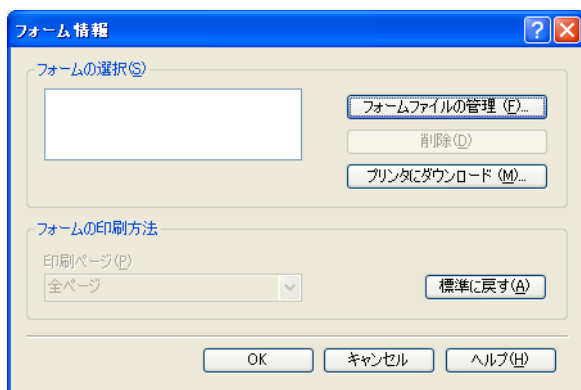 フォーム情報
フォームの選択(S)
フォームファイルの管理 (F)...
削除(D)
プリンタにダウンロード (M)...
フォームの印刷方法
印刷ページ(P)
全ページ
標準に戻す(A)
OK
キャンセル
ヘルプ(H)